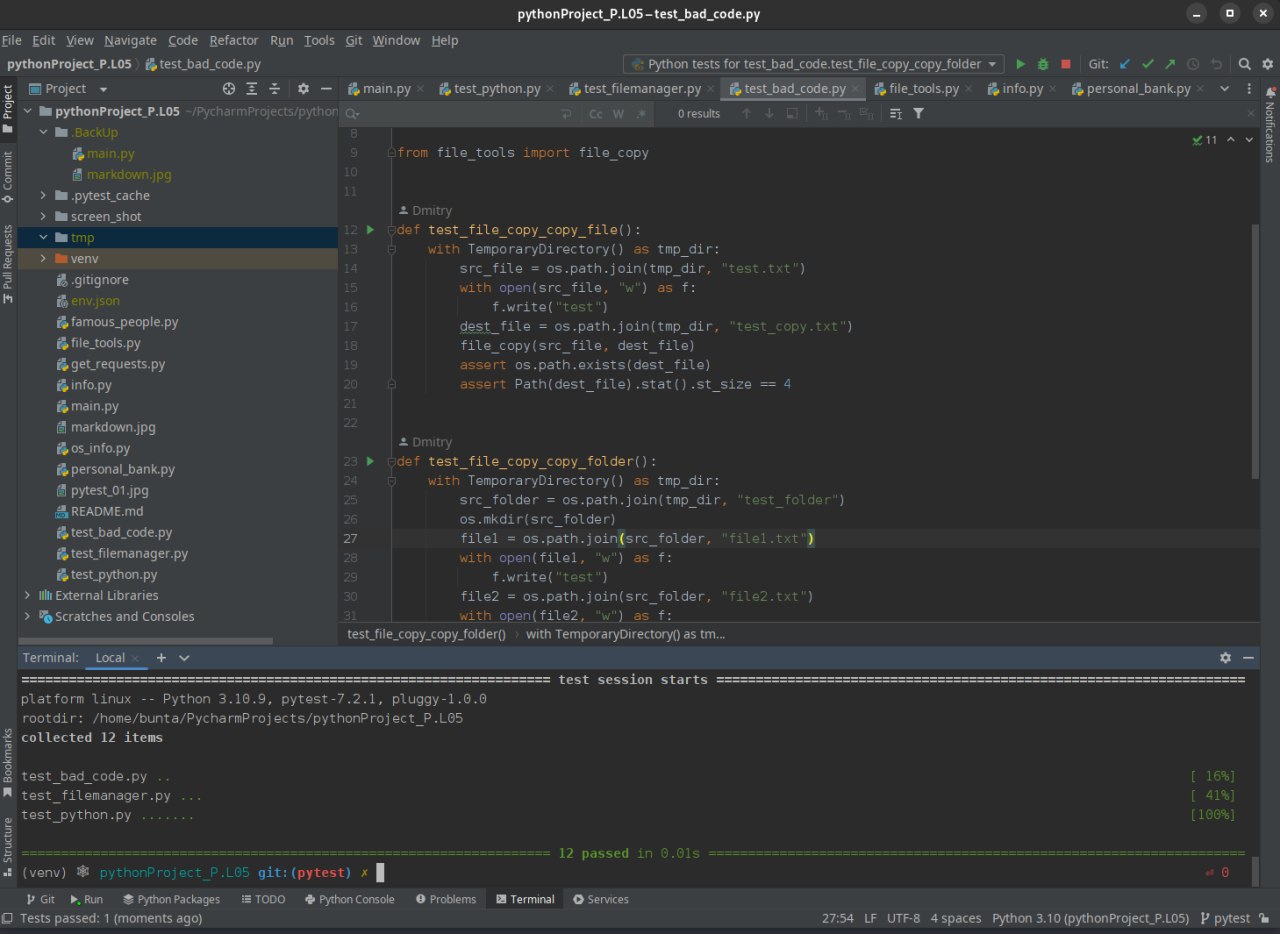 pythonProject_P.L05 – test_bad_code.py
File Edit View Navigate Code Refactor Run Tools Git Window Help
pythonProject_P.L05 test_bad_code.py
Python tests for test_bad_code.test_file_copy_copy_folder
Git:
Project
main.py test_python.py test_filemanager.py test_bad_code.py file_tools.py info.py personal_bank.py
Cc W .* 0 results
Project
Commit
Pull Requests
Bookmarks
Structure
Notifications
pythonProject_P.L05 ~/PycharmProjects/python
.BackUp
main.py
markdown.jpg
.pytest_cache
screen_shot
tmp
venv
.gitignore
env.json
famous_people.py
file_tools.py
get_requests.py
info.py
main.py
markdown.jpg
os_info.py
personal_bank.py
pytest_01.jpg
README.md
test_bad_code.py
test_filemanager.py
test_python.py
External Libraries
Scratches and Consoles
11
8
9 from file_tools import file_copy
10
11
Dmitry
12 def test_file_copy_copy_file():
13 with TemporaryDirectory() as tmp_dir:
14 src_file = os.path.join(tmp_dir, "test.txt")
15 with open(src_file, "w") as f:
16 f.write("test")
17 dest_file = os.path.join(tmp_dir, "test_copy.txt")
18 file_copy(src_file, dest_file)
19 assert os.path.exists(dest_file)
20 assert Path(dest_file).stat().st_size == 4
21
22
Dmitry
23 def test_file_copy_copy_folder():
24 with TemporaryDirectory() as tmp_dir:
25 src_folder = os.path.join(tmp_dir, "test_folder")
26 os.mkdir(src_folder)
27 file1 = os.path.join(src_folder, "file1.txt")
28 with open(file1, "w") as f:
29 f.write("test")
30 file2 = os.path.join(src_folder, "file2.txt")
31 with open(file2, "w") as f:
test_file_copy_copy_folder() › with TemporaryDirectory() as tm...
Terminal: Local
test session starts
platform linux -- Python 3.10.9, pytest-7.2.1, pluggy-1.0.0
rootdir: /home/bunta/PycharmProjects/pythonProject_P.L05
collected 12 items
test_bad_code.py .. [ 16%]
test_filemanager.py ... [ 41%]
test_python.py ....... [100%]
12 passed in 0.01s
(venv) pythonProject_P.L05 git:(pytest) ✗ ⏎ 0
Git Run Python Packages TODO Python Console Problems Terminal Services
Tests passed: 1 (moments ago) 27:54 LF UTF-8 4 spaces Python 3.10 (pythonProject_P.L05) pytest